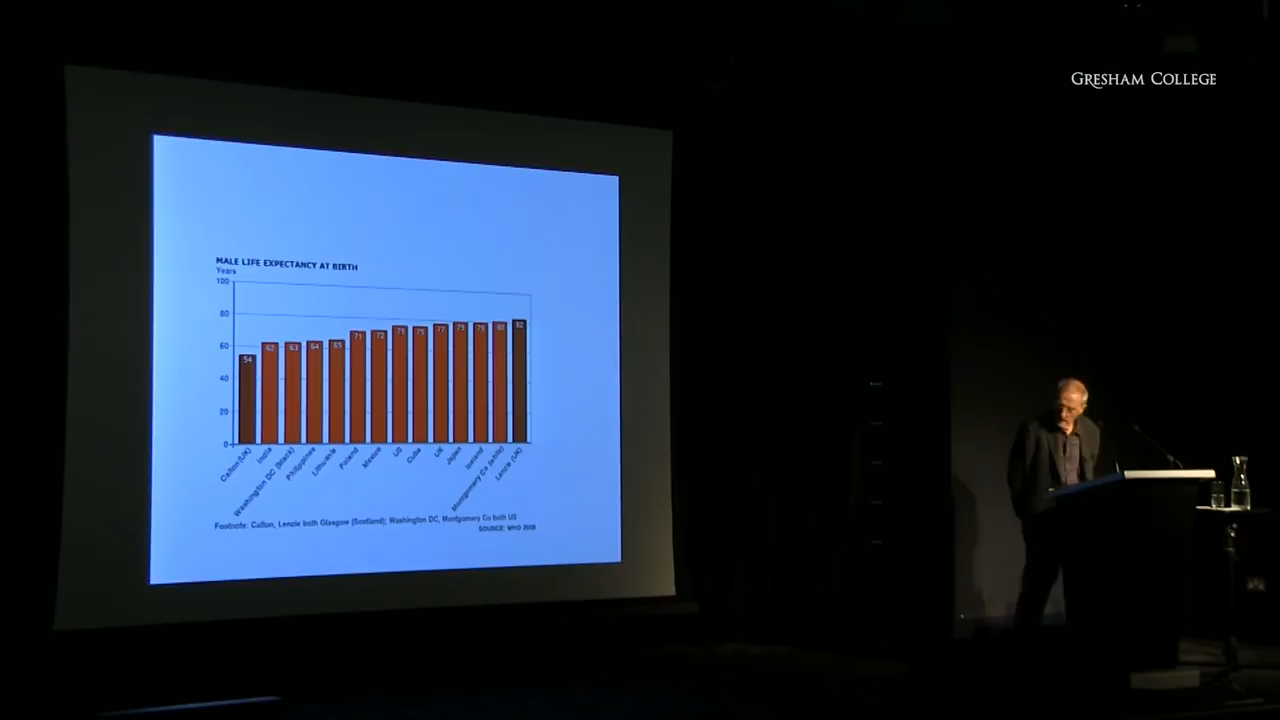 GRESHAM COLLEGE
MALE LIFE EXPECTANCY AT BIRTH
Years
100
80
60
40
20
0
54 62 63 64 65 71 72 75 75 77 79 79 80 82
Calton (UK)
India
Washington DC (black)
Philippines
Lithuania
Poland
Mexico
US
Cuba
UK
Japan
Iceland
Montgomery Co (white)
Lenzie (UK)
Footnote: Calton, Lenzie both Glasgow (Scotland); Washington DC, Montgomery Co both US
SOURCE: WHO 2008